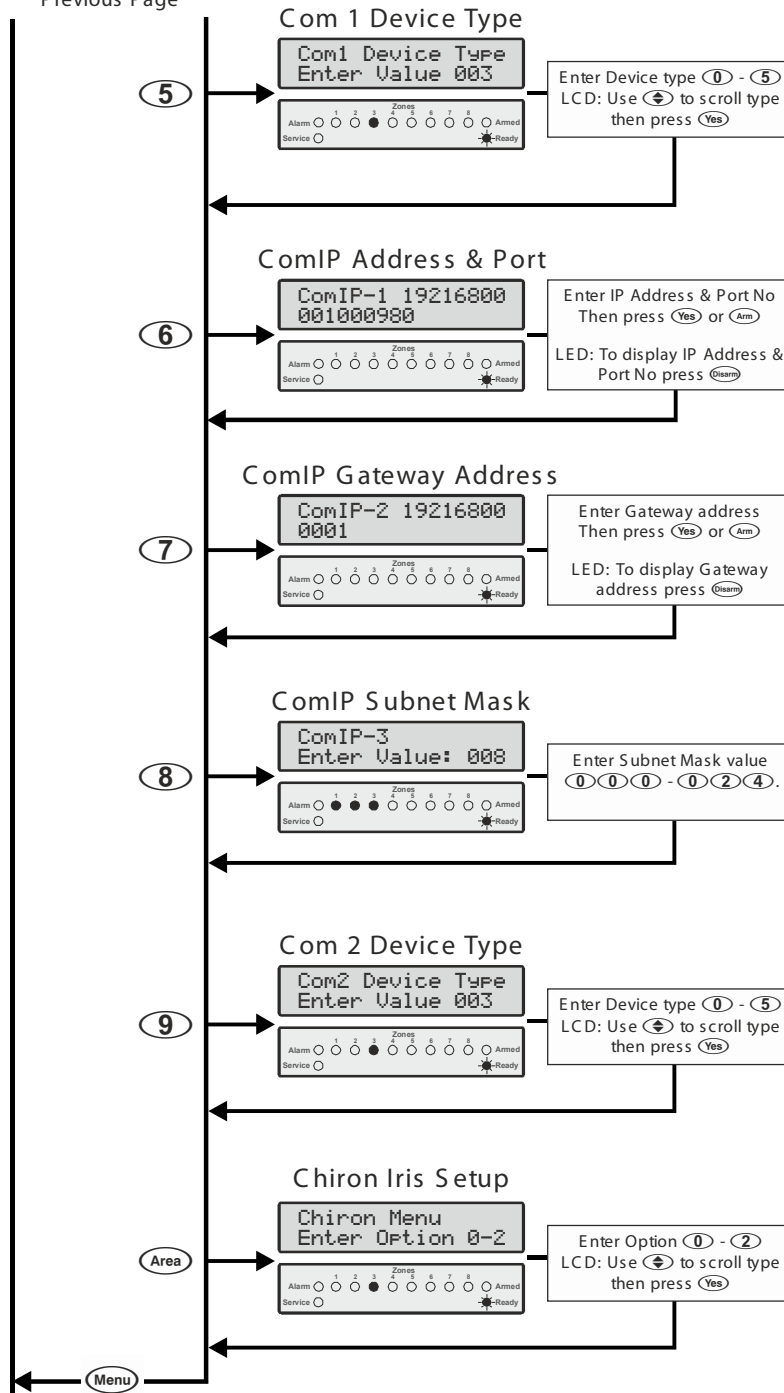 Previous Page
Com 1 Device Type
Com1 Device Type
Enter Value 003
5
Zones
1 2 3 4 5 6 7 8
Alarm
Armed
Service
Ready
Enter Device type 0 - 5
LCD: Use to scroll type
then press Yes
ComIP Address & Port
ComIP-1 19216800
001000980
6
Zones
1 2 3 4 5 6 7 8
Alarm
Armed
Service
Ready
Enter IP Address & Port No
Then press Yes or Arm
LED: To display IP Address &
Port No press Disarm
ComIP Gateway Address
ComIP-2 19216800
0001
7
Zones
1 2 3 4 5 6 7 8
Alarm
Armed
Service
Ready
Enter Gateway address
Then press Yes or Arm
LED: To display Gateway
address press Disarm
ComIP Subnet Mask
ComIP-3
Enter Value: 008
8
Zones
1 2 3 4 5 6 7 8
Alarm
Armed
Service
Ready
Enter Subnet Mask value
0 0 0 - 0 2 4.
Com 2 Device Type
Com2 Device Type
Enter Value 003
9
Zones
1 2 3 4 5 6 7 8
Alarm
Armed
Service
Ready
Enter Device type 0 - 5
LCD: Use to scroll type
then press Yes
Chiron Iris Setup
Chiron Menu
Enter Option 0-2
Area
Zones
1 2 3 4 5 6 7 8
Alarm
Armed
Service
Ready
Enter Option 0 - 2
LCD: Use to scroll type
then press Yes
Menu